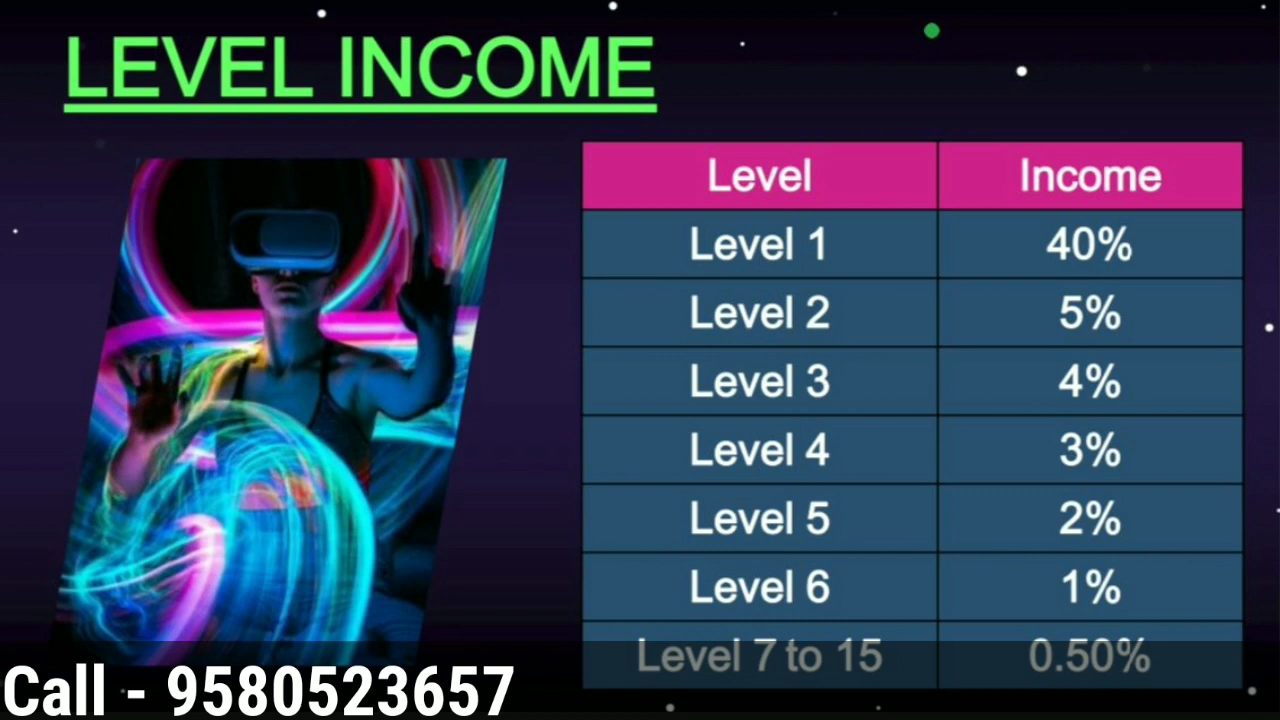 LEVEL INCOME
Level Income
Level 1 40%
Level 2 5%
Level 3 4%
Level 4 3%
Level 5 2%
Level 6 1%
Level 7 to 15 0.50%
Call - 9580523657